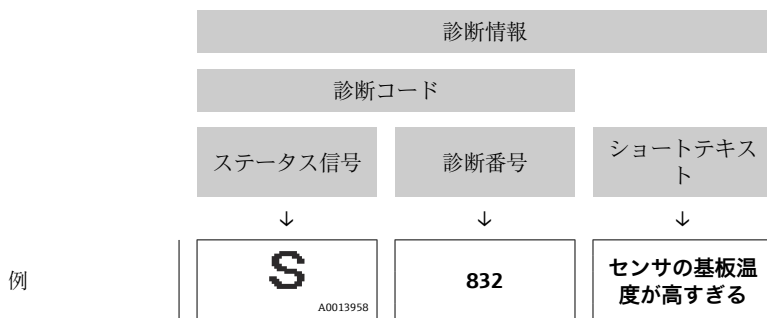 診断情報
診断コード
ステータス信号
診断番号
ショートテキス
ト
↓
↓
↓
例
S
A0013958
832
センサの基板温
度が高すぎる